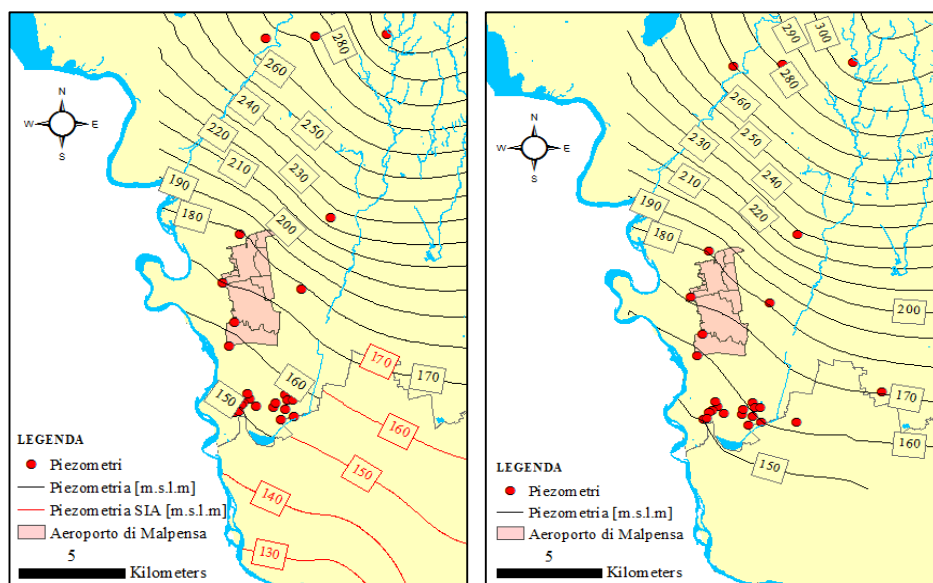 280
260
240
250
220
210
230
190
180
200
170
170
160
150
160
150
140
130
N
W E
S
LEGENDA
Piezometri
Piezometria [m.s.l.m]
Piezometria SIA [m.s.l.m]
Aeroporto di Malpensa
5
Kilometers
290
300
280
260
230
250
210
240
190
220
180
200
170
160
150
N
W E
S
LEGENDA
Piezometri
Piezometria [m.s.l.m]
Aeroporto di Malpensa
5
Kilometers